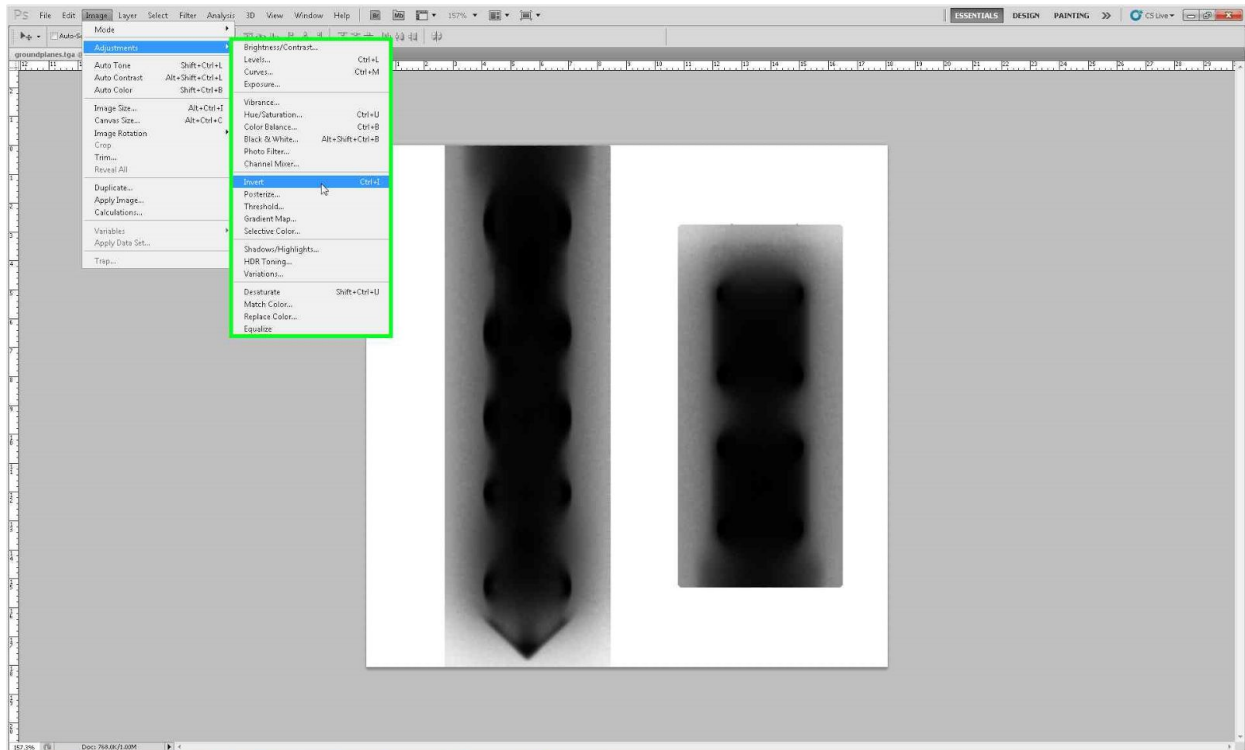 PS File Edit Image Layer Select Filter Analysis 3D View Window Help Br Mb 157% ESSENTIALS DESIGN PAINTING >> CS Live
groundplanes.tga @
Mode
Adjustments
Auto Tone Shift+Ctrl+L
Auto Contrast Alt+Shift+Ctrl+L
Auto Color Shift+Ctrl+B
Image Size... Alt+Ctrl+I
Canvas Size... Alt+Ctrl+C
Image Rotation
Crop
Trim...
Reveal All
Duplicate...
Apply Image...
Calculations...
Variables
Apply Data Set...
Trap...
Brightness/Contrast...
Levels... Ctrl+L
Curves... Ctrl+M
Exposure...
Vibrance...
Hue/Saturation... Ctrl+U
Color Balance... Ctrl+B
Black & White... Alt+Shift+Ctrl+B
Photo Filter...
Channel Mixer...
Invert Ctrl+I
Posterize...
Threshold...
Gradient Map...
Selective Color...
Shadows/Highlights...
HDR Toning...
Variations...
Desaturate Shift+Ctrl+U
Match Color...
Replace Color...
Equalize
157.3% Doc: 768.0K/1.00M